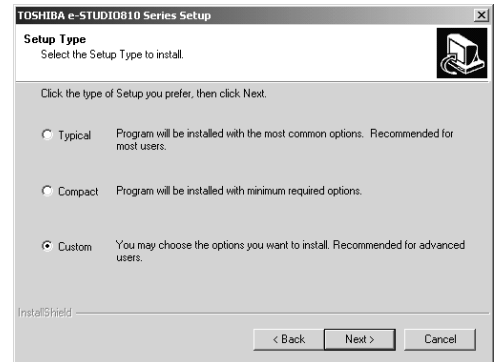 TOSHIBA e-STUDIO810 Series Setup
Setup Type
Select the Setup Type to install.
Click the type of Setup you prefer, then click Next.
Typical Program will be installed with the most common options. Recommended for
most users.
Compact Program will be installed with minimum required options.
Custom You may choose the options you want to install. Recommended for advanced
users.
InstallShield
< Back Next > Cancel